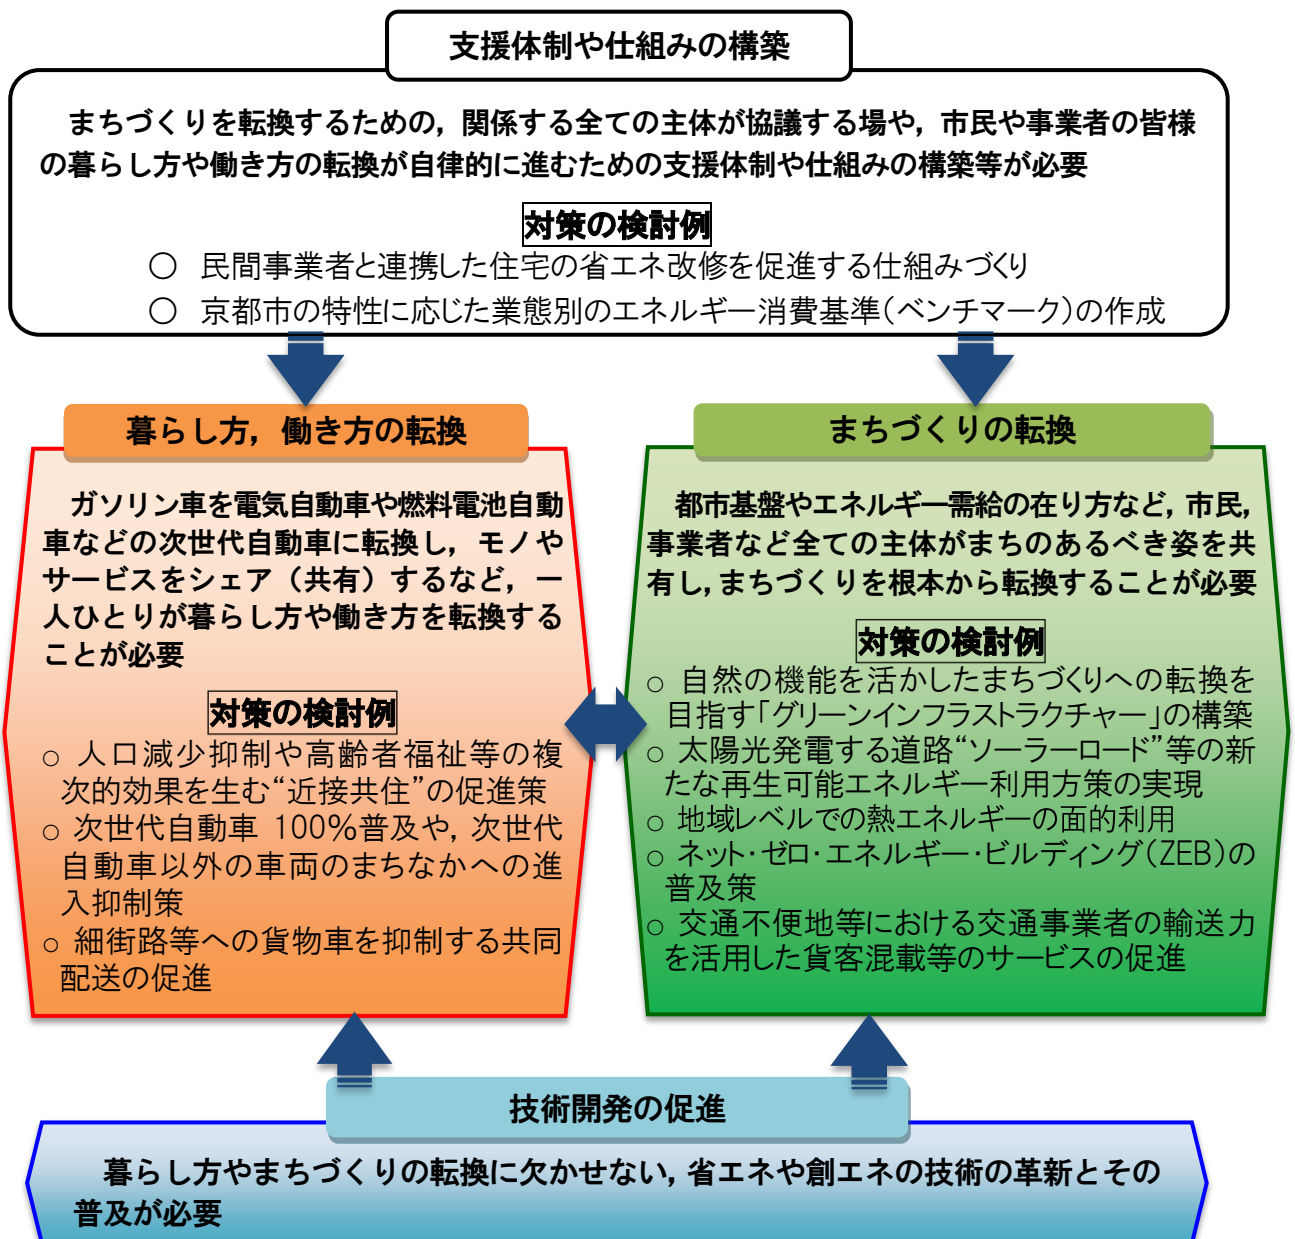 支援体制や仕組みの構築
まちづくりを転換するための，関係する全ての主体が協議する場や，市民や事業者の皆様
の暮らし方や働き方の転換が自律的に進むための支援体制や仕組みの構築等が必要
対策の検討例
○ 民間事業者と連携した住宅の省エネ改修を促進する仕組みづくり
○ 京都市の特性に応じた業態別のエネルギー消費基準（ベンチマーク）の作成
暮らし方，働き方の転換
ガソリン車を電気自動車や燃料電池自動
車などの次世代自動車に転換し，モノや
サービスをシェア（共有）するなど，一
人ひとりが暮らし方や働き方を転換する
ことが必要
対策の検討例
○ 人口減少抑制や高齢者福祉等の複
次的効果を生む“近接共住”の促進策
○ 次世代自動車 100％普及や，次世代
自動車以外の車両のまちなかへの進
入抑制策
○ 細街路等への貨物車を抑制する共同
配送の促進
まちづくりの転換
都市基盤やエネルギー需給の在り方など，市民，
事業者など全ての主体がまちのあるべき姿を共
有し，まちづくりを根本から転換することが必要
対策の検討例
○ 自然の機能を活かしたまちづくりへの転換を
目指す「グリーンインフラストラクチャー」の構築
○ 太陽光発電する道路“ソーラーロード”等の新
たな再生可能エネルギー利用方策の実現
○ 地域レベルでの熱エネルギーの面的利用
○ ネット・ゼロ・エネルギー・ビルディング（ZEB）の
普及策
○ 交通不便地等における交通事業者の輸送力
を活用した貨客混載等のサービスの促進
技術開発の促進
暮らし方やまちづくりの転換に欠かせない，省エネや創エネの技術の革新とその
普及が必要